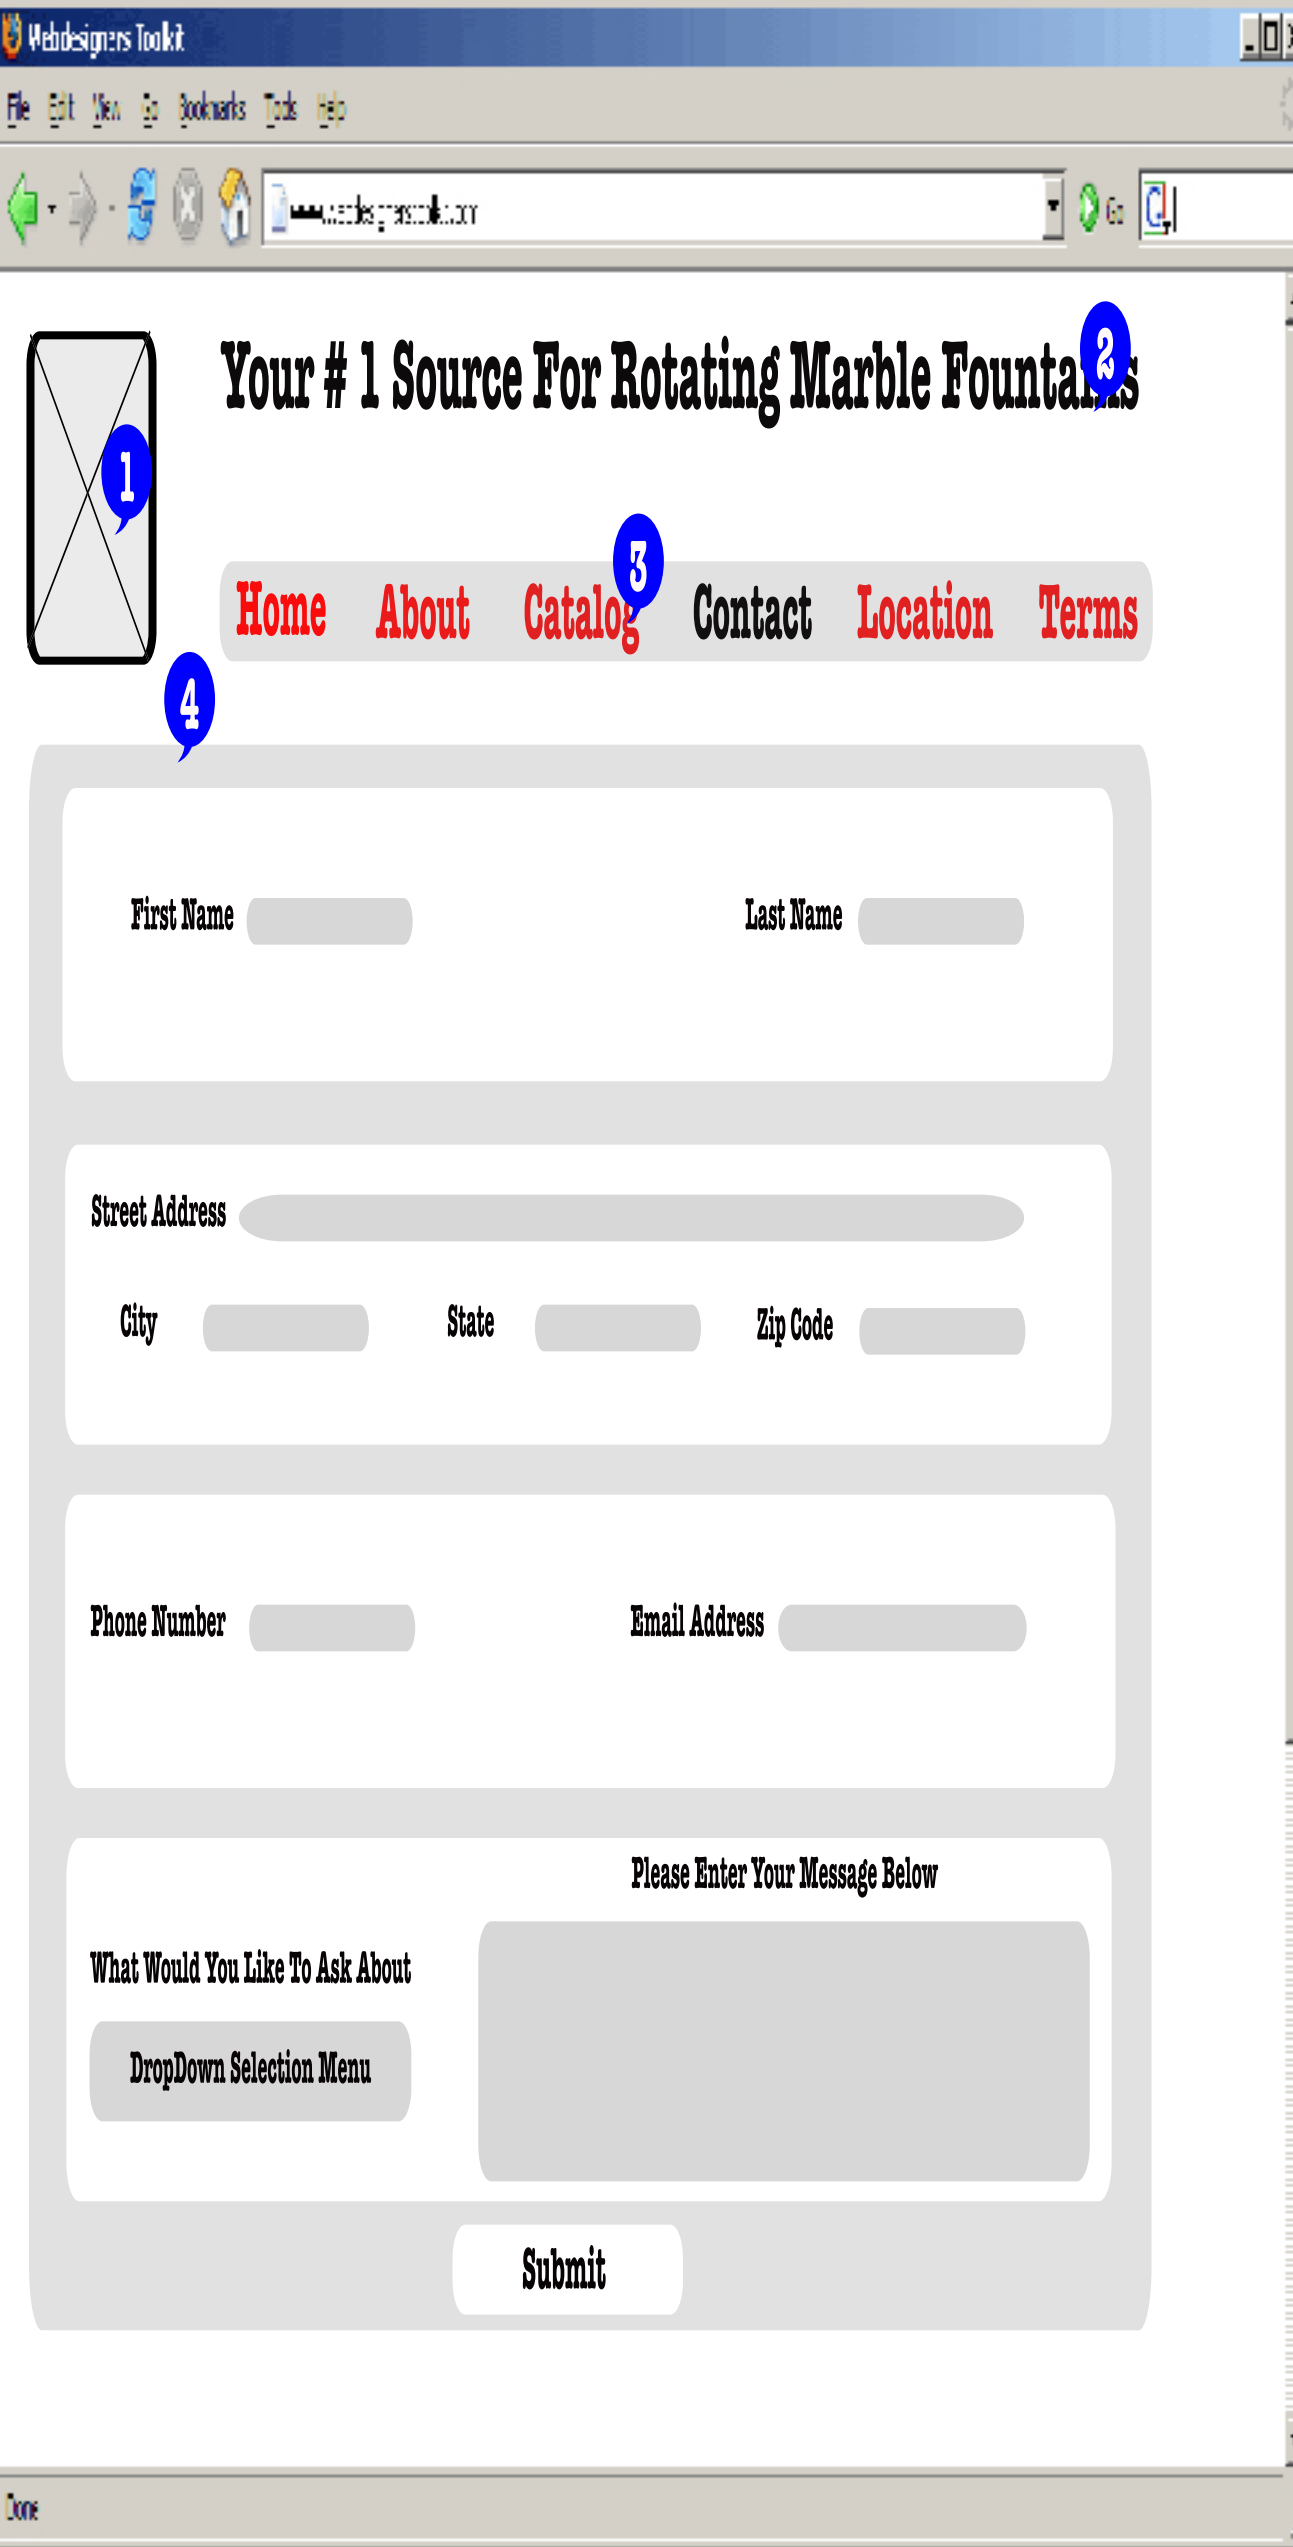 Webdesigners Toolkit
File Edit View Go Bookmarks Tools Help
Go
2
Your # 1 Source For Rotating Marble Fountains
1
3
Home About Catalog Contact Location Terms
4
First Name Last Name
Street Address
City State Zip Code
Phone Number Email Address
Please Enter Your Message Below
What Would You Like To Ask About
DropDown Selection Menu
Submit
Done